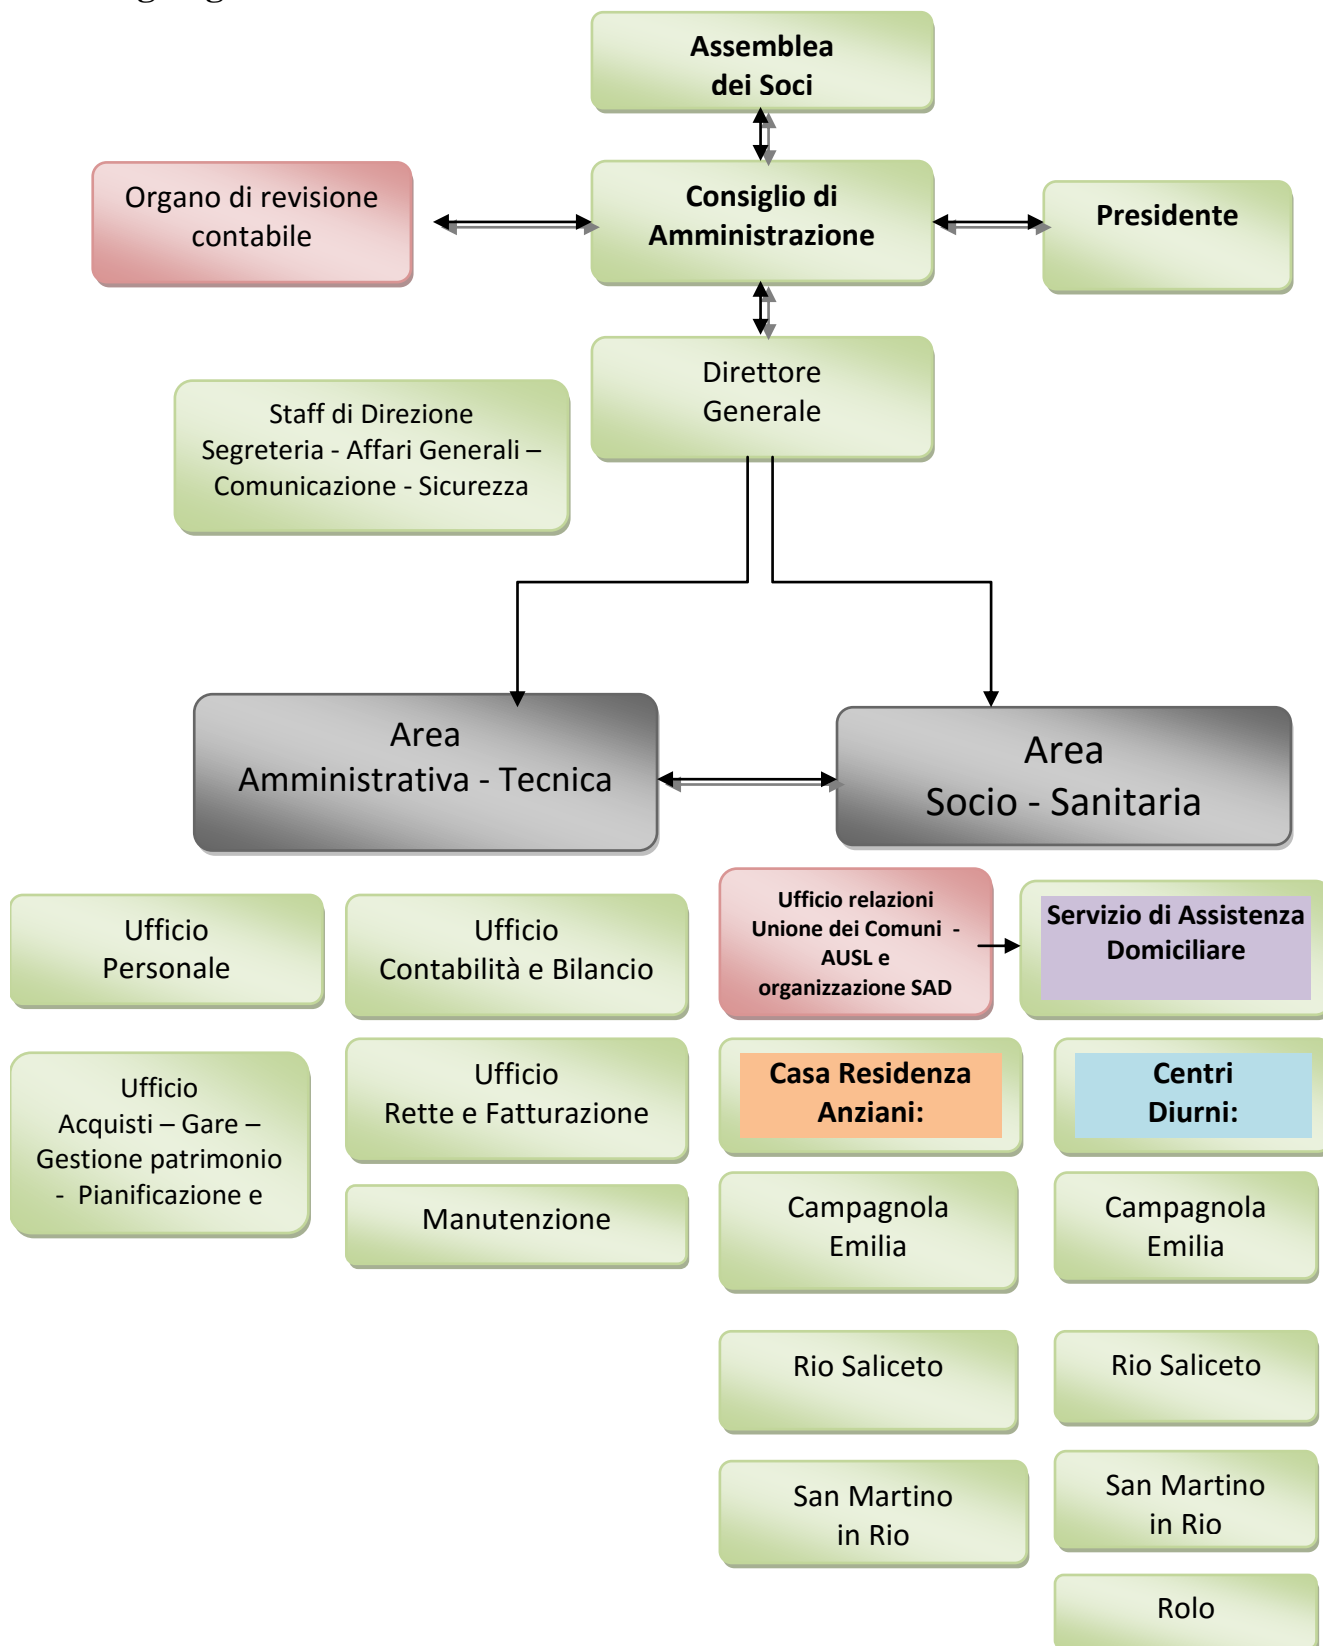 Assemblea
dei Soci
Organo di revisione
contabile
Consiglio di
Amministrazione
Presidente
Direttore
Generale
Staff di Direzione
Segreteria - Affari Generali –
Comunicazione - Sicurezza
Area
Amministrativa - Tecnica
Area
Socio - Sanitaria
Ufficio
Personale
Ufficio
Contabilità e Bilancio
Ufficio relazioni
Unione dei Comuni -
AUSL e
organizzazione SAD
Servizio di Assistenza
Domiciliare
Ufficio
Acquisti – Gare –
Gestione patrimonio
- Pianificazione e
Ufficio
Rette e Fatturazione
Manutenzione
Casa Residenza
Anziani:
Centri
Diurni:
Campagnola
Emilia
Campagnola
Emilia
Rio Saliceto
Rio Saliceto
San Martino
in Rio
San Martino
in Rio
Rolo